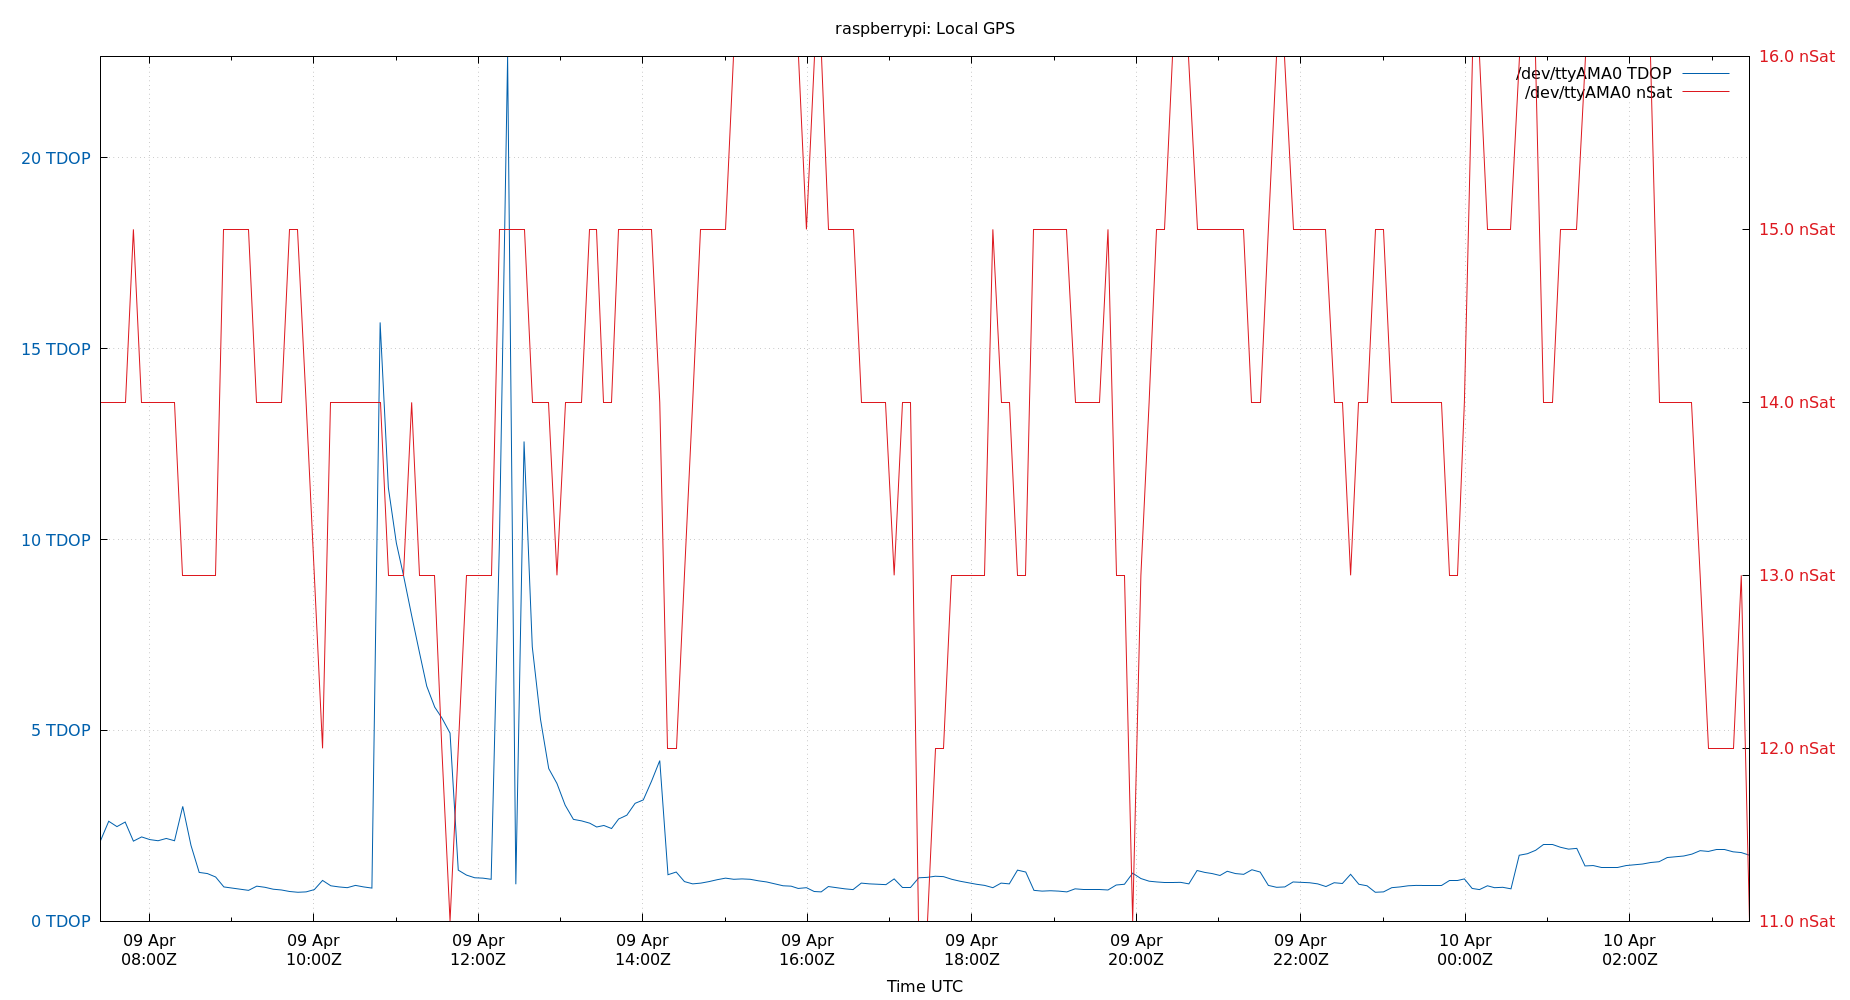 raspberrypi: Local GPS
/dev/ttyAMA0 TDOP
/dev/ttyAMA0 nSat
20 TDOP
15 TDOP
10 TDOP
5 TDOP
0 TDOP
16.0 nSat
15.0 nSat
14.0 nSat
13.0 nSat
12.0 nSat
11.0 nSat
09 Apr
08:00Z
09 Apr
10:00Z
09 Apr
12:00Z
09 Apr
14:00Z
09 Apr
16:00Z
09 Apr
18:00Z
09 Apr
20:00Z
09 Apr
22:00Z
10 Apr
00:00Z
10 Apr
02:00Z
Time UTC